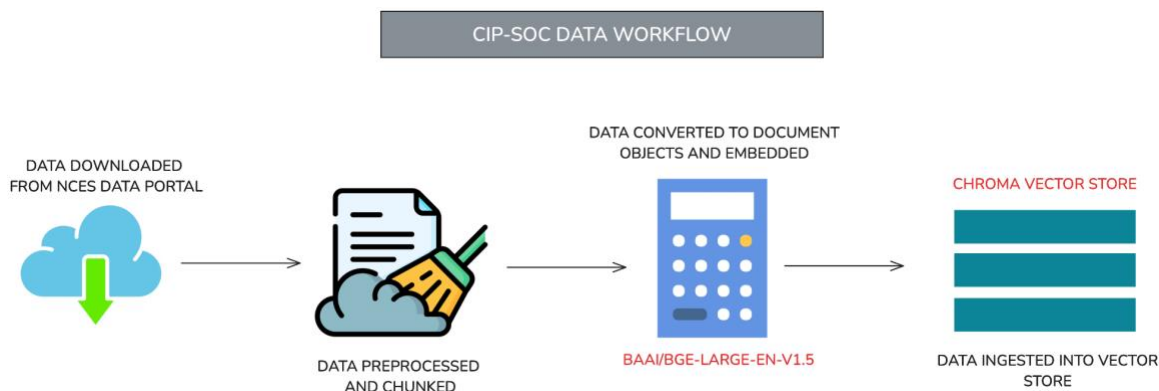 CIP-SOC DATA WORKFLOW
DATA DOWNLOADED
FROM NCES DATA PORTAL
DATA PREPROCESSED
AND CHUNKED
DATA CONVERTED TO DOCUMENT
OBJECTS AND EMBEDDED
BAAI/BGE-LARGE-EN-V1.5
CHROMA VECTOR STORE
DATA INGESTED INTO VECTOR
STORE